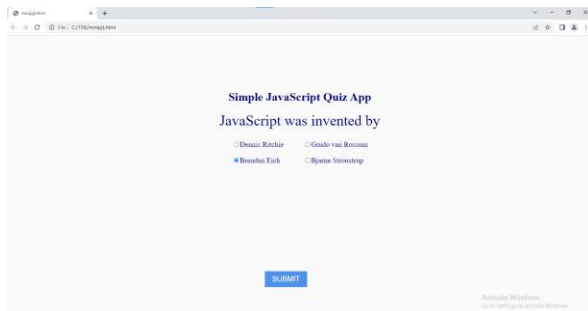 File C:/
Simple JavaScript Quiz App
JavaScript was invented by
Dennis Ritchie Guido van Rossum
Brendan Eich Bjarne Stroustrup
SUBMIT
Activate Windows
Go to Settings to activate Windows.